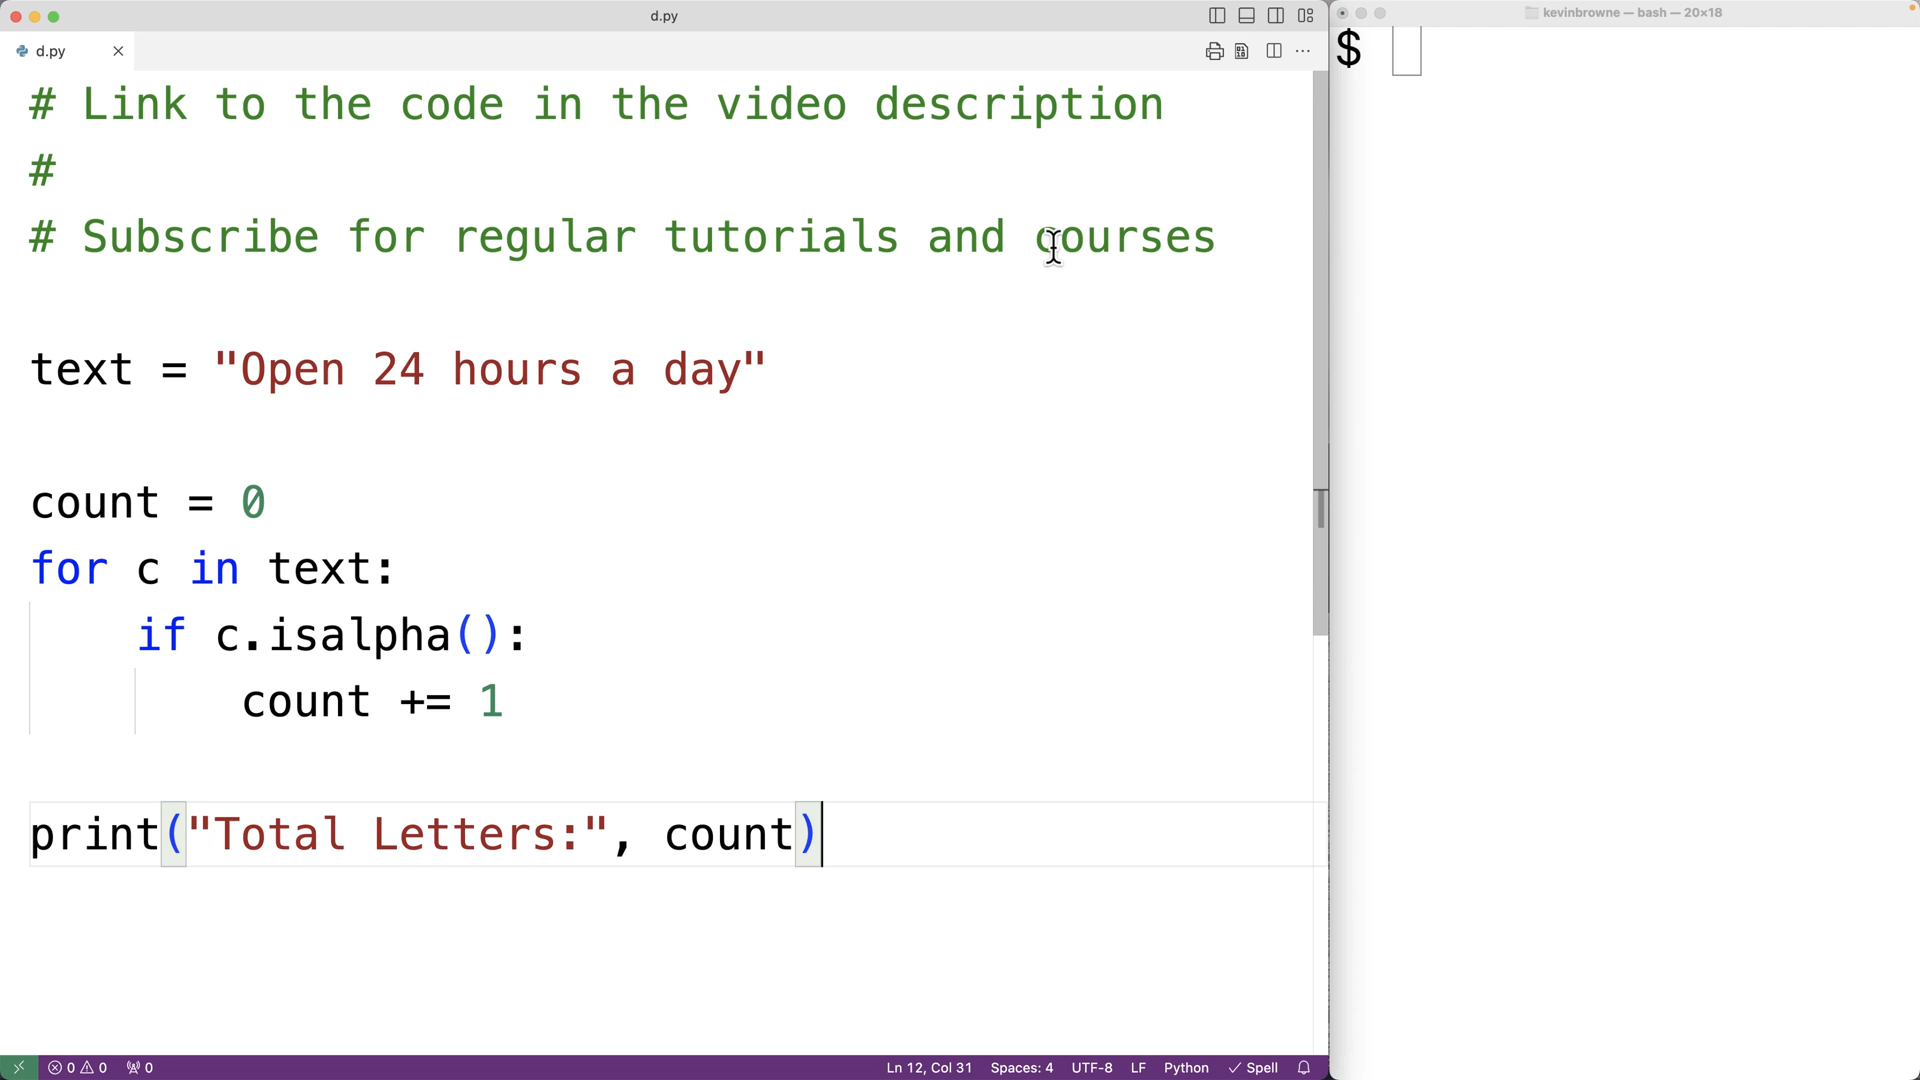 d.py
d.py
# Link to the code in the video description
#
# Subscribe for regular tutorials and courses
text = "Open 24 hours a day"
count = 0
for c in text:
    if c.isalpha():
        count += 1
print("Total Letters:", count)
0 0 0
Ln 12, Col 31 Spaces: 4 UTF-8 LF Python Spell
kevinbrowne — bash — 20×18
$